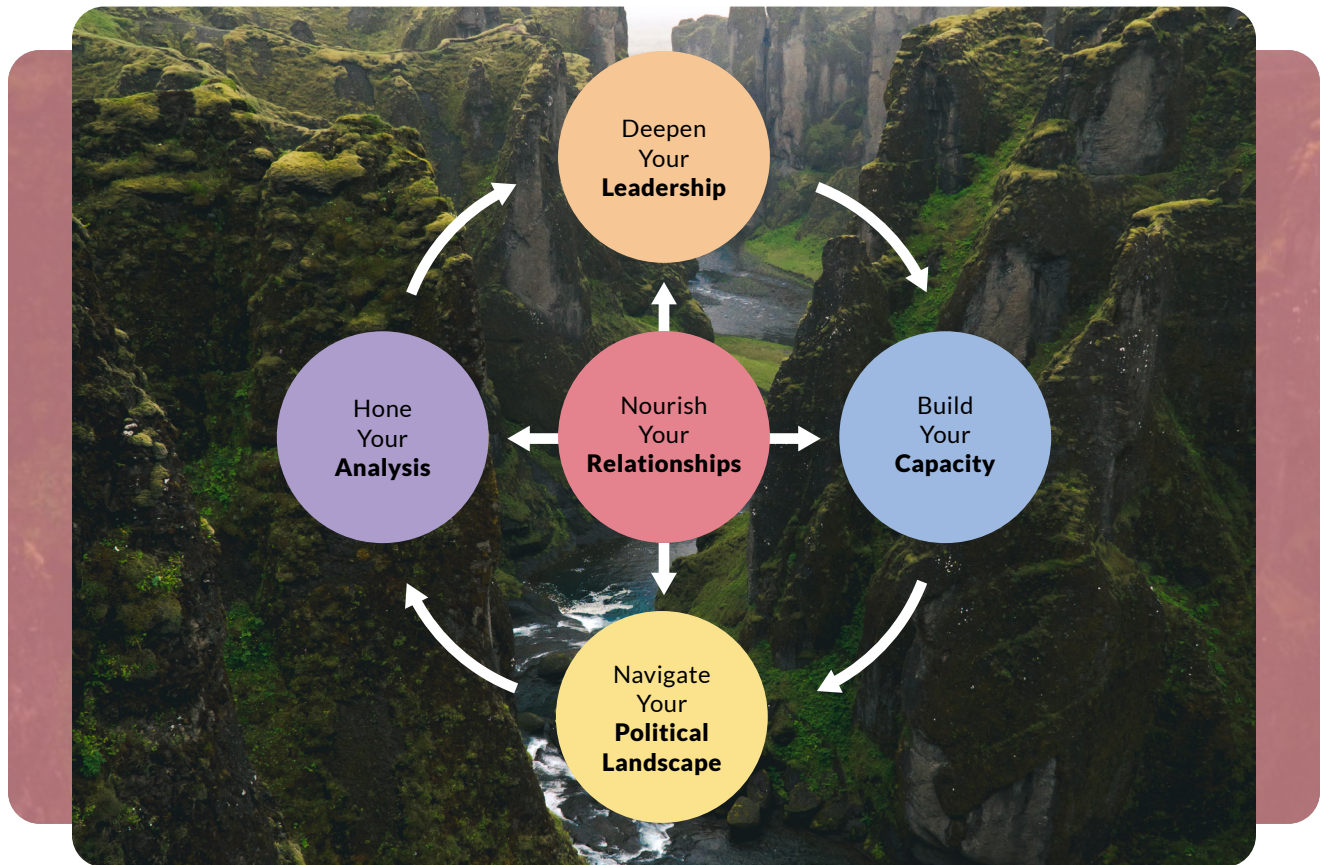 Deepen
Your
Leadership
Hone
Your
Analysis
Nourish
Your
Relationships
Build
Your
Capacity
Navigate
Your
Political
Landscape